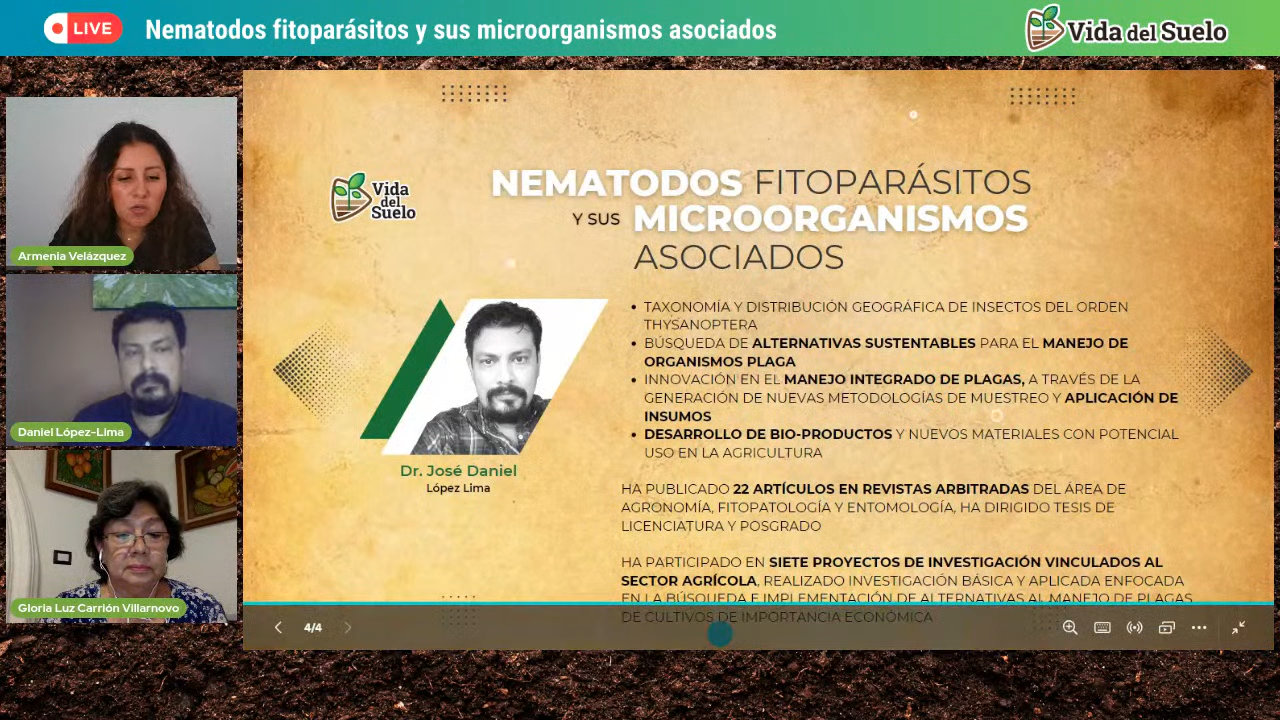 LIVE
Nematodos fitoparásitos y sus microorganismos asociados
Vida del Suelo
Armenia Velázquez
Daniel López-Lima
Gloria Luz Carrión Villarnovo
Vida
del
Suelo
NEMATODOS FITOPARÁSITOS
Y SUS MICROORGANISMOS
ASOCIADOS
• TAXONOMÍA Y DISTRIBUCIÓN GEOGRÁFICA DE INSECTOS DEL ORDEN
THYSANOPTERA
• BÚSQUEDA DE ALTERNATIVAS SUSTENTABLES PARA EL MANEJO DE
ORGANISMOS PLAGA
• INNOVACIÓN EN EL MANEJO INTEGRADO DE PLAGAS, A TRAVÉS DE LA
GENERACIÓN DE NUEVAS METODOLOGÍAS DE MUESTREO Y APLICACIÓN DE
INSUMOS
• DESARROLLO DE BIO-PRODUCTOS Y NUEVOS MATERIALES CON POTENCIAL
USO EN LA AGRICULTURA
Dr. José Daniel
López Lima
HA PUBLICADO 22 ARTÍCULOS EN REVISTAS ARBITRADAS DEL ÁREA DE
AGRONOMÍA, FITOPATOLOGÍA Y ENTOMOLOGÍA, HA DIRIGIDO TESIS DE
LICENCIATURA Y POSGRADO
HA PARTICIPADO EN SIETE PROYECTOS DE INVESTIGACIÓN VINCULADOS AL
SECTOR AGRÍCOLA, REALIZADO INVESTIGACIÓN BÁSICA Y APLICADA ENFOCADA
EN LA BÚSQUEDA E IMPLEMENTACIÓN DE ALTERNATIVAS AL MANEJO DE PLAGAS
DE CULTIVOS DE IMPORTANCIA ECONÓMICA
4/4